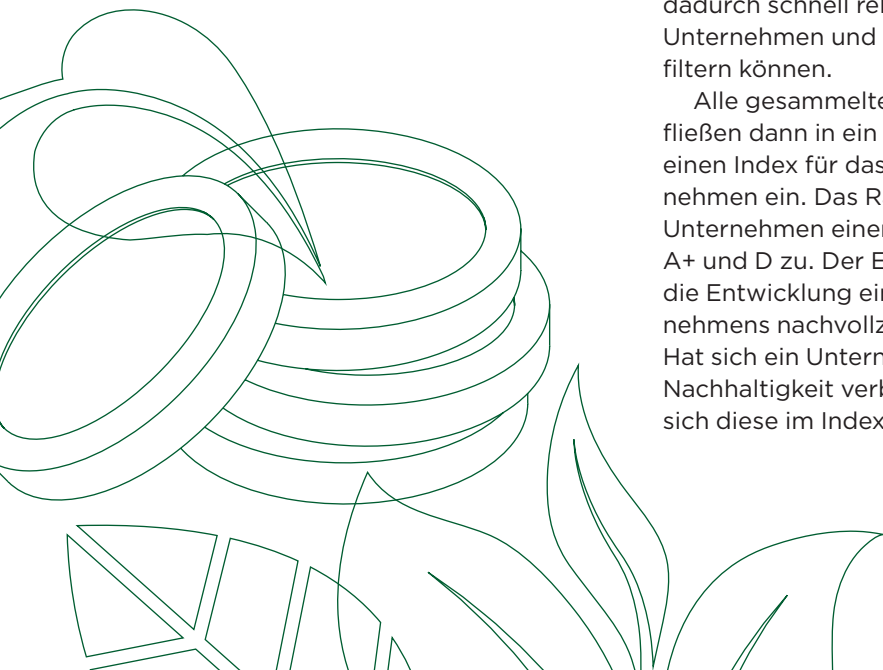 dadurch schnell rel
Unternehmen und
filtern können.
Alle gesammelte
fließen dann in ein
einen Index für das
nehmen ein. Das R
Unternehmen einen
A+ und D zu. Der E
die Entwicklung ein
nehmens nachvollz
Hat sich ein Untern
Nachhaltigkeit verb
sich diese im Index